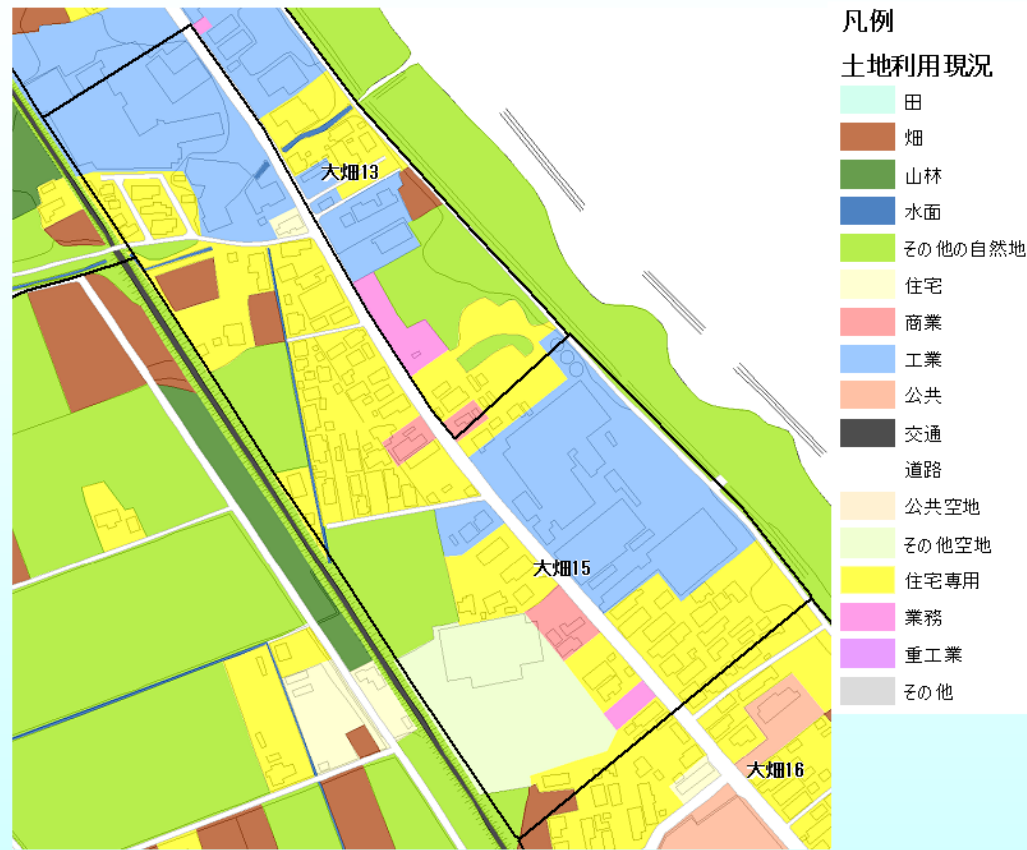 凡例
土地利用現況
田
畑
山林
水面
その他の自然地
住宅
商業
工業
公共
交通
道路
公共空地
その他空地
住宅専用
業務
重工業
その他
大畑13
大畑15
大畑16